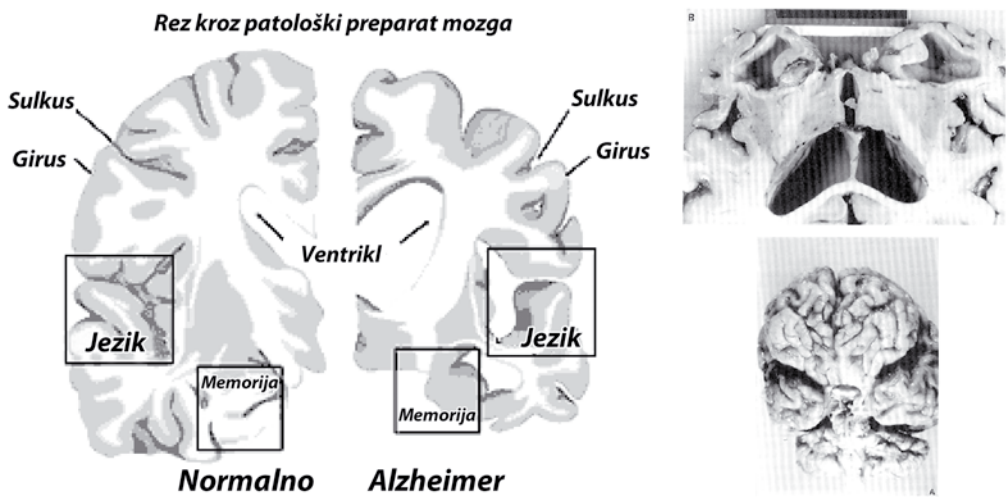 Rez kroz patološki preparat mozga
Sulkus
Girus
Sulkus
Girus
Ventrikl
Jezik
Jezik
Memorija
Memorija
Normalno
Alzheimer
B
A